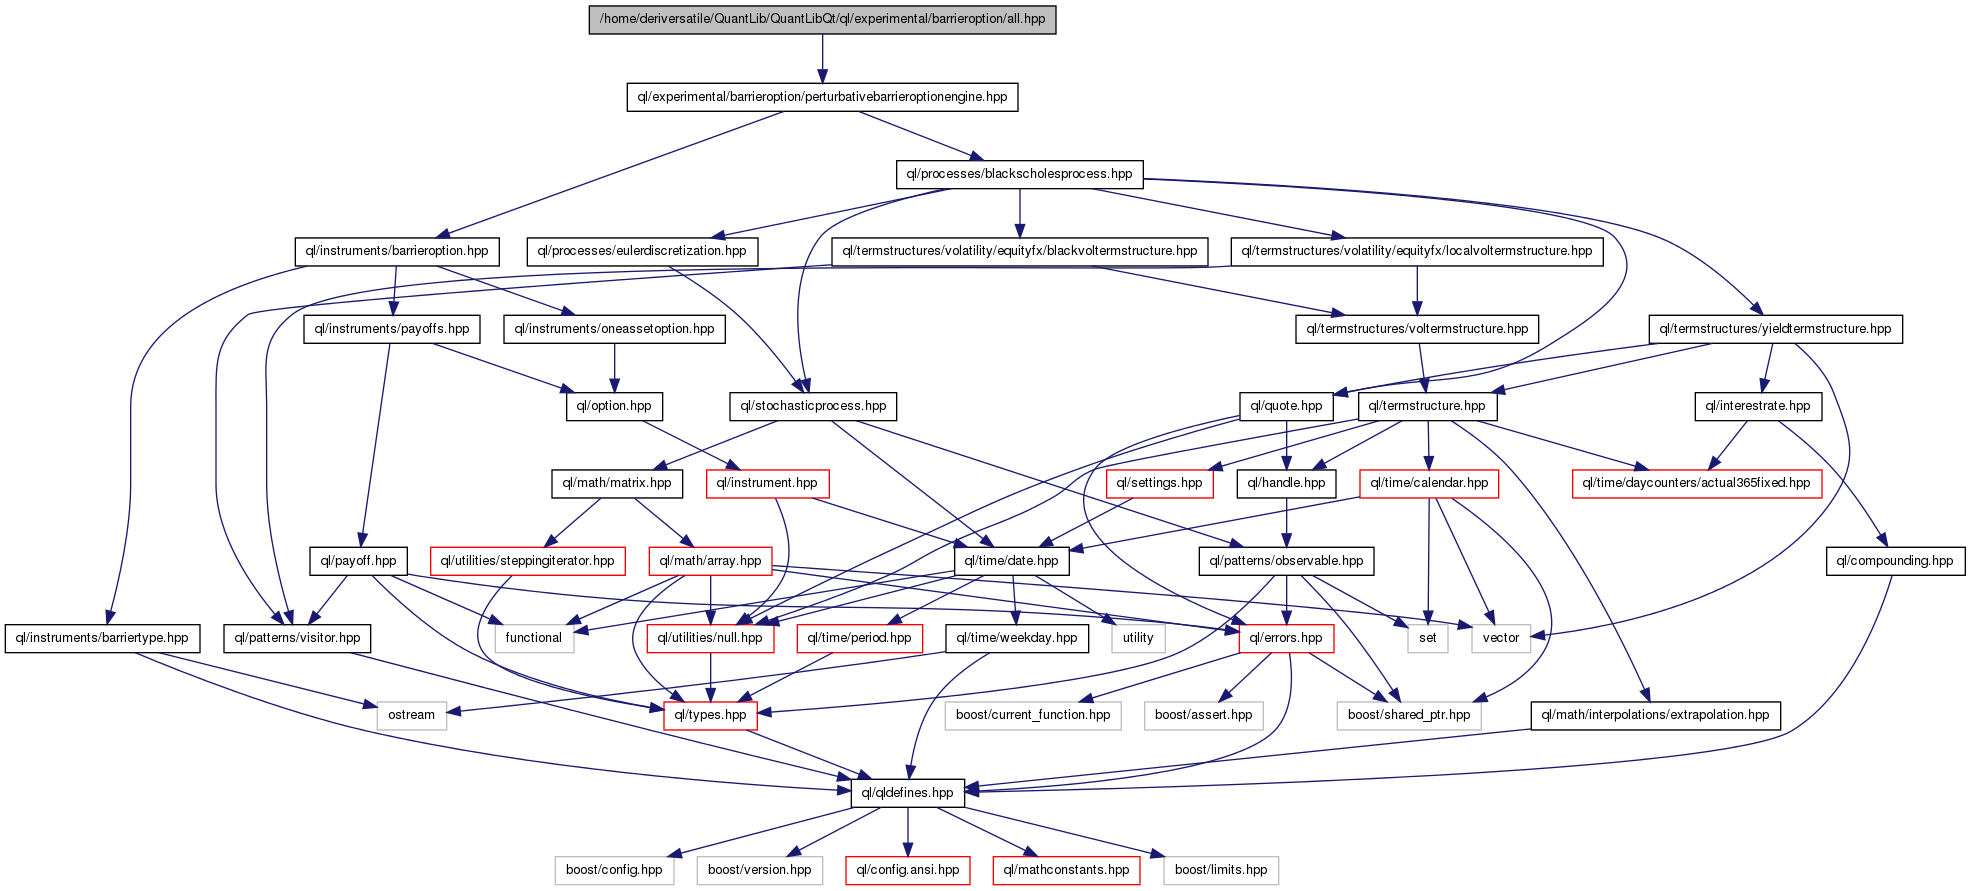 /home/deriversatile/QuantLib/QuantLibQt/ql/experimental/barrieroption/all.hpp
ql/experimental/barrieroption/perturbativebarrieroptionengine.hpp
ql/processes/blackscholesprocess.hpp
ql/instruments/barrieroption.hpp
ql/processes/eulerdiscretization.hpp
ql/termstructures/volatility/equityfx/blackvoltermstructure.hpp
ql/termstructures/volatility/equityfx/localvoltermstructure.hpp
ql/instruments/payoffs.hpp
ql/instruments/oneassetoption.hpp
ql/termstructures/voltermstructure.hpp
ql/termstructures/yieldtermstructure.hpp
ql/option.hpp
ql/stochasticprocess.hpp
ql/quote.hpp
ql/termstructure.hpp
ql/interestrate.hpp
ql/math/matrix.hpp
ql/instrument.hpp
ql/settings.hpp
ql/handle.hpp
ql/time/calendar.hpp
ql/time/daycounters/actual365fixed.hpp
ql/payoff.hpp
ql/utilities/steppingiterator.hpp
ql/math/array.hpp
ql/time/date.hpp
ql/patterns/observable.hpp
ql/compounding.hpp
ql/instruments/barriertype.hpp
ql/patterns/visitor.hpp
functional
ql/utilities/null.hpp
ql/time/period.hpp
ql/time/weekday.hpp
utility
ql/errors.hpp
set
vector
ostream
ql/types.hpp
boost/current_function.hpp
boost/assert.hpp
boost/shared_ptr.hpp
ql/math/interpolations/extrapolation.hpp
ql/qldefines.hpp
boost/config.hpp
boost/version.hpp
ql/config.ansi.hpp
ql/mathconstants.hpp
boost/limits.hpp